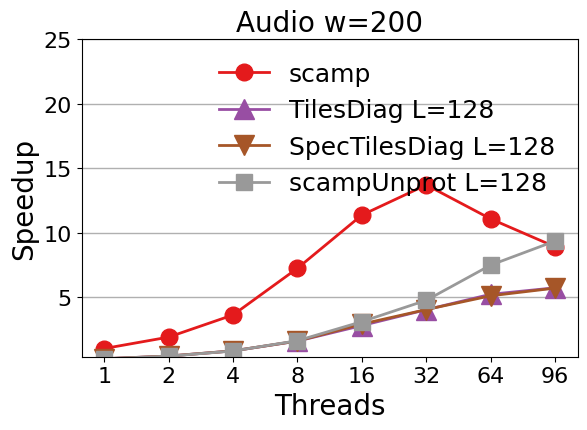 Audio w=200
25
20
15
10
5
Speedup
scamp
TilesDiag L=128
SpecTilesDiag L=128
scampUnprot L=128
1 2 4 8 16 32 64 96
Threads